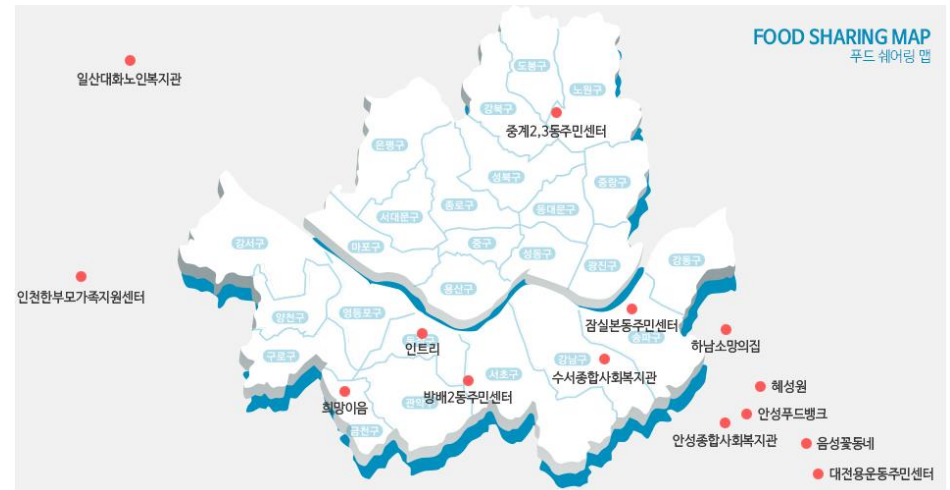 FOOD SHARING MAP
푸드 쉐어링 맵
일산대화노인복지관
도봉구
노원구
강북구
중계2,3동주민센터
은평구
성북구
중랑구
종로구
서대문구
동대문구
강서구
마포구
중구
성동구
광진구
강동구
용산구
인천한부모가족지원센터
양천구
영등포구
잠실본동주민센터
송파구
하남소망의집
인트리
구로구
강남구
서초구
수서종합사회복지관
혜성원
희망이음
관악구
방배2동주민센터
안성푸드뱅크
금천구
안성종합사회복지관
음성꽃동네
대전용운동주민센터